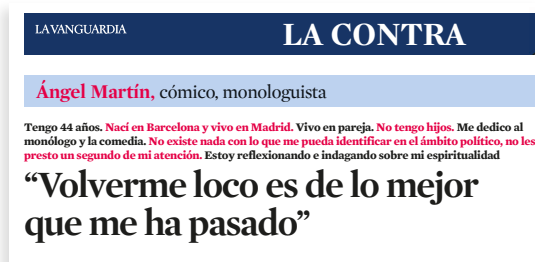 LAVANGUARDIA
LA CONTRA
Ángel Martín, cómico, monologuista
Tengo 44 años. Nací en Barcelona y vivo en Madrid. Vivo en pareja. No tengo hijos. Me dedico al
monólogo y la comedia. No existe nada con lo que me pueda identificar en el ámbito político, no les
presto un segundo de mi atención. Estoy reflexionando e indagando sobre mi espiritualidad
“Volverme loco es de lo mejor
que me ha pasado”